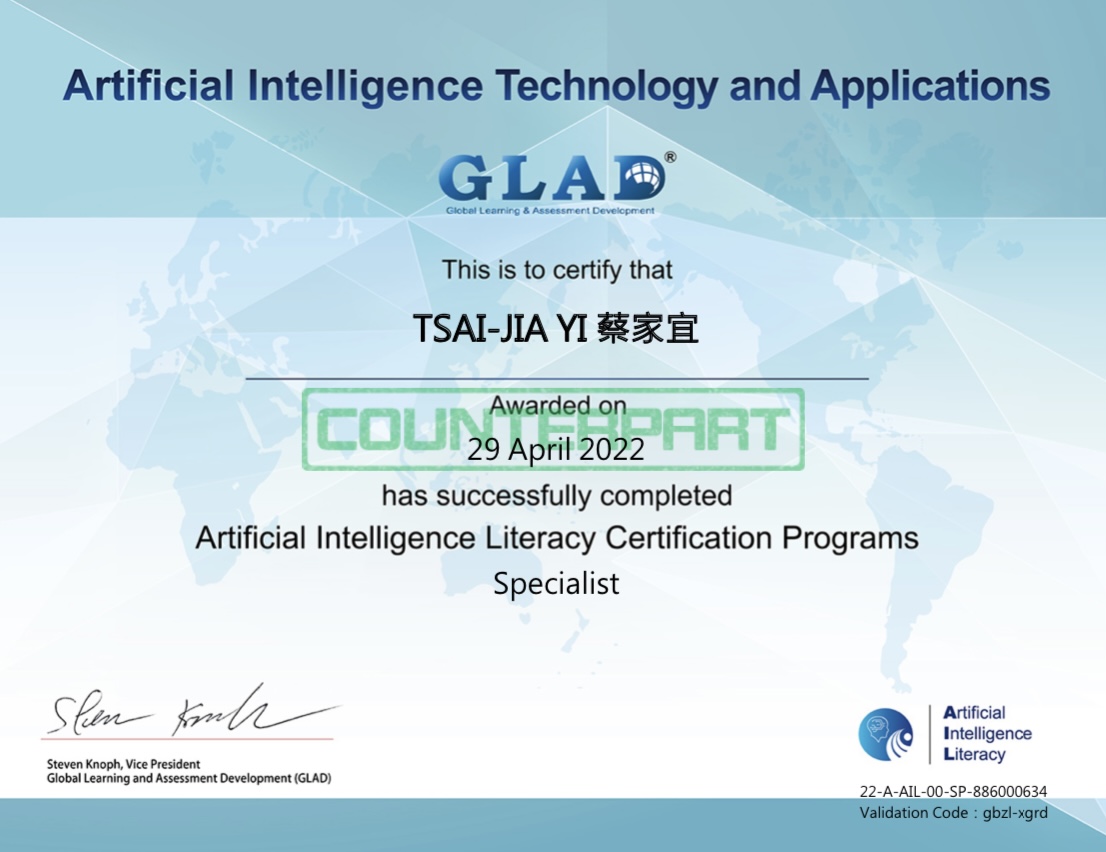 Artificial Intelligence Technology and Applications
GLAD®
Global Learning & Assessment Development
This is to certify that
TSAI-JIA YI 蔡家宜
Awarded on
COUNTERPART
29 April 2022
has successfully completed
Artificial Intelligence Literacy Certification Programs
Specialist
Steven Knoph
Steven Knoph, Vice President
Global Learning and Assessment Development (GLAD)
Artificial
Intelligence
Literacy
22-A-AIL-00-SP-886000634
Validation Code : gbzl-xgrd